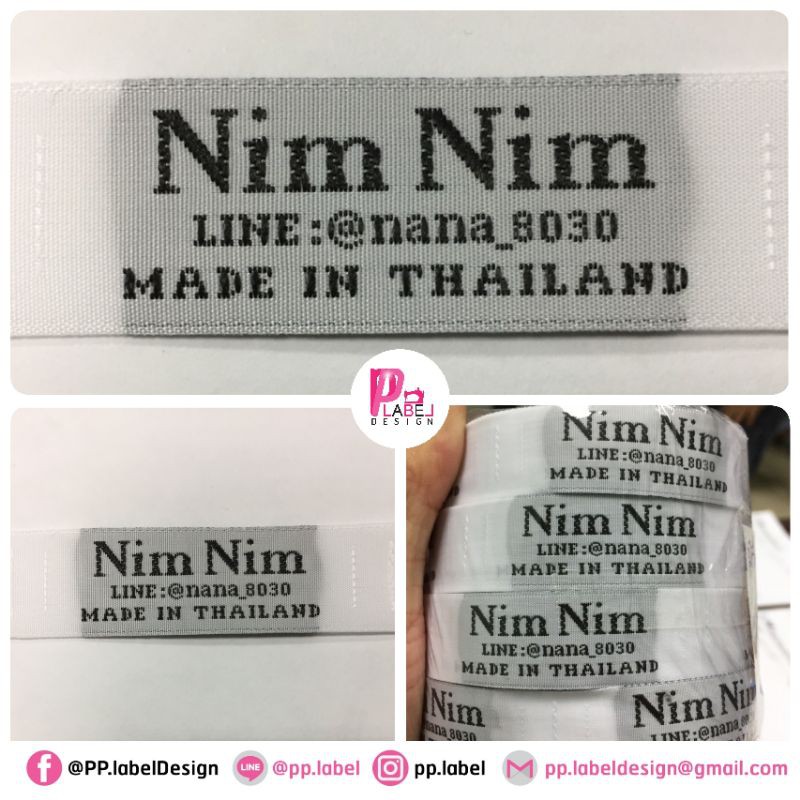 Nim Nim
LINE:@nana_8030
MADE IN THAILAND
P LABEL
DESIGN
Nim Nim
LINE:@nana_8030
MADE IN THAILAND
Nim Nim
LINE:@nana_8030
MADE IN THAILAND
Nim Nim
LINE:@nana_8030
MADE IN THAILAND
Nim Nim
LINE:@nana_8030
MADE IN THAILAND
Nim
Nim Nim
@PP.labelDesign
LINE
@pp.label
pp.label
pp.labeldesign@gmail.com